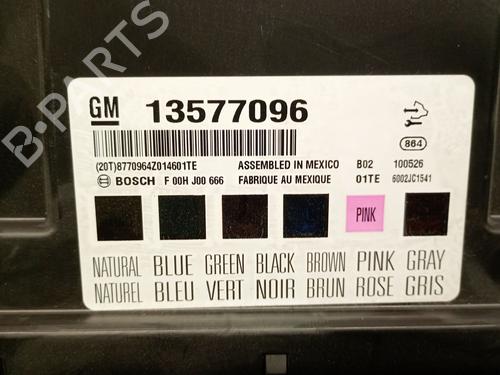 B-PARTS
GM 13577096
864
(20T)8770964Z014601TE ASSEMBLED IN MEXICO B02 100526
BOSCH F 00H J00 666 FABRIQUE AU MEXIQUE 01TE 6002JC1541
PINK
NATURAL BLUE GREEN BLACK BROWN PINK GRAY
NATUREL BLEU VERT NOIR BRUN ROSE GRIS